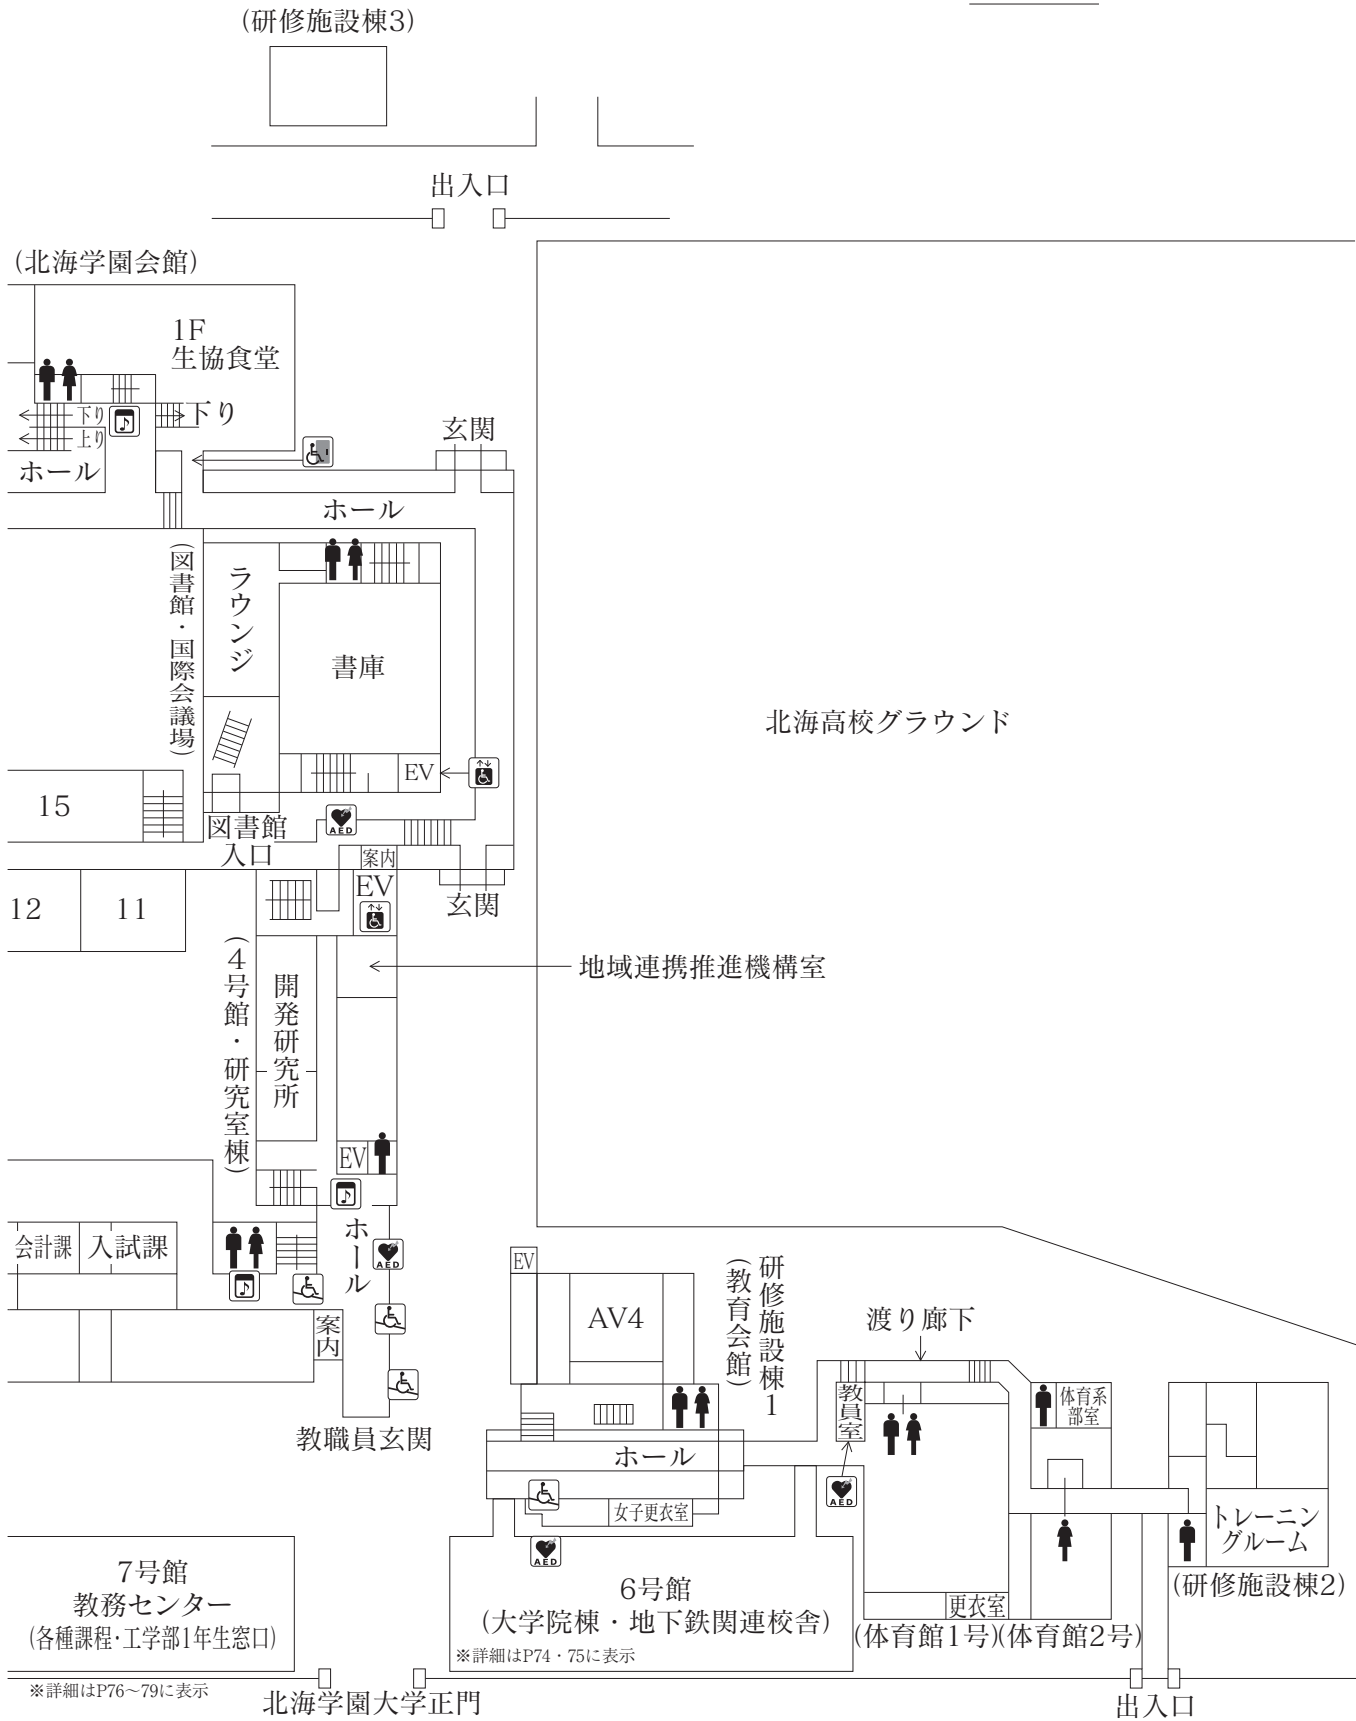 (研修施設棟3)
出入口
(北海学園会館)
1F
生協食堂
下り
下り
上り
ホール
玄関
ホール
(図書館・国際会議場)
ラウンジ
書庫
EV
15
AED
図書館
入口
案内
EV
玄関
12
11
地域連携推進機構室
(4号館・研究室棟)
開発研究所
EV
ホール
AED
会計課
入試課
案内
教職員玄関
北海高校グラウンド
EV
AV4
研修施設棟1
(教育会館)
ホール
女子更衣室
AED
渡り廊下
教員室
AED
体育系
部室
トレーニン
グルーム
(研修施設棟2)
更衣室
(体育館1号)
(体育館2号)
7号館
教務センター
(各種課程・工学部1年生窓口)
※詳細はP76〜79に表示
6号館
(大学院棟・地下鉄関連校舎)
※詳細はP74・75に表示
北海学園大学正門
出入口